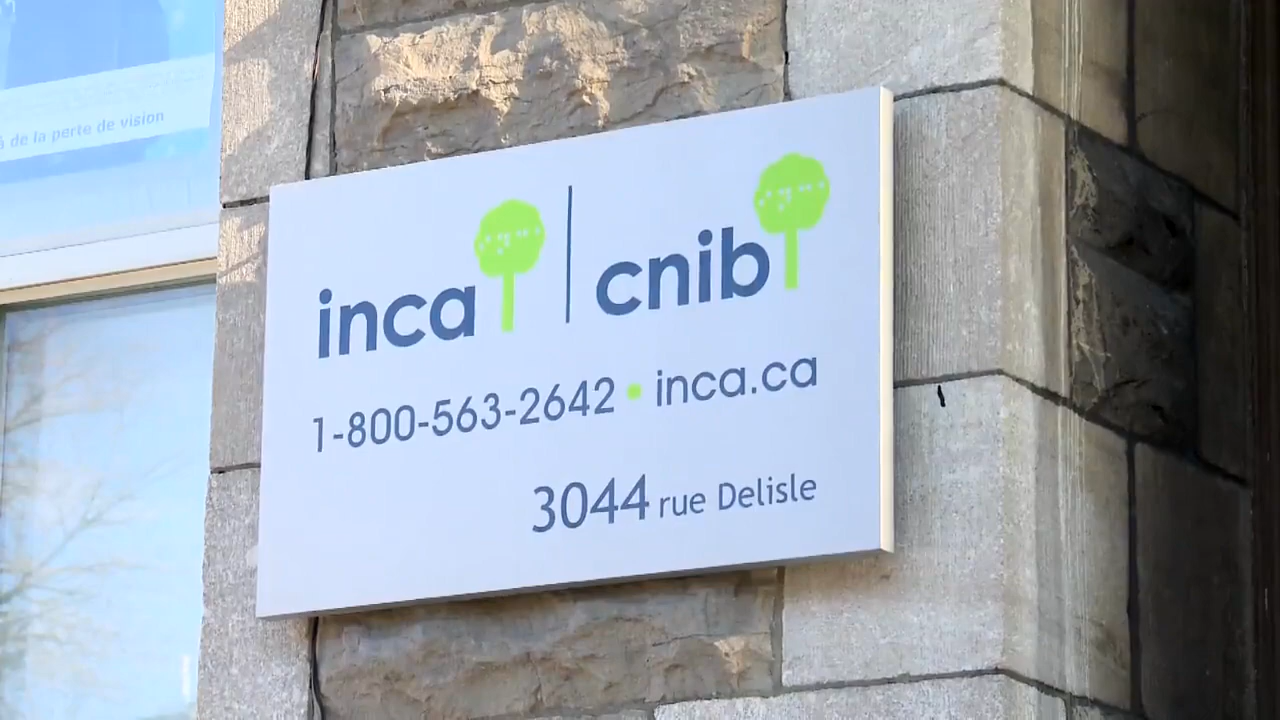 à de la perte de vision
inca | cnib
1-800-563-2642 • inca.ca
3044 rue Delisle